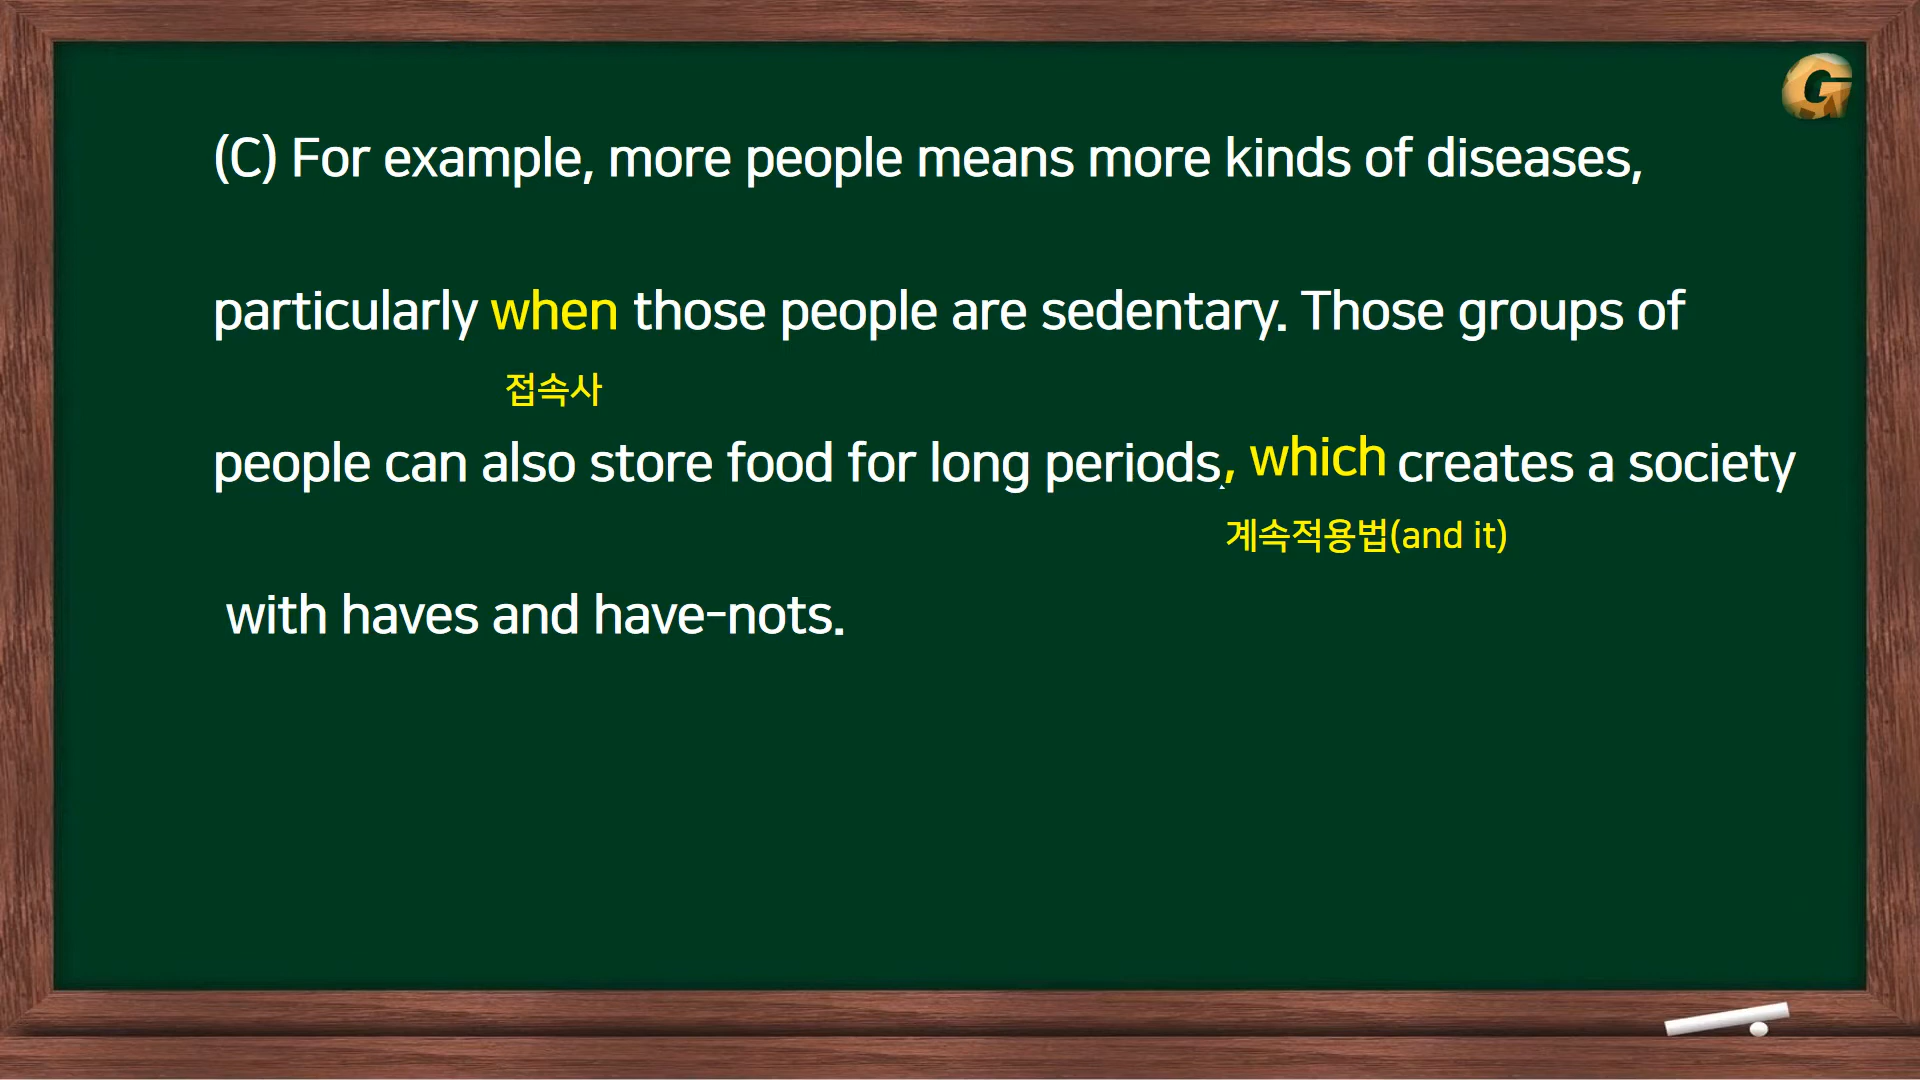 (C) For example, more people means more kinds of diseases,
particularly when those people are sedentary. Those groups of
접속사
people can also store food for long periods, which creates a society
계속적용법(and it)
with haves and have-nots.
G